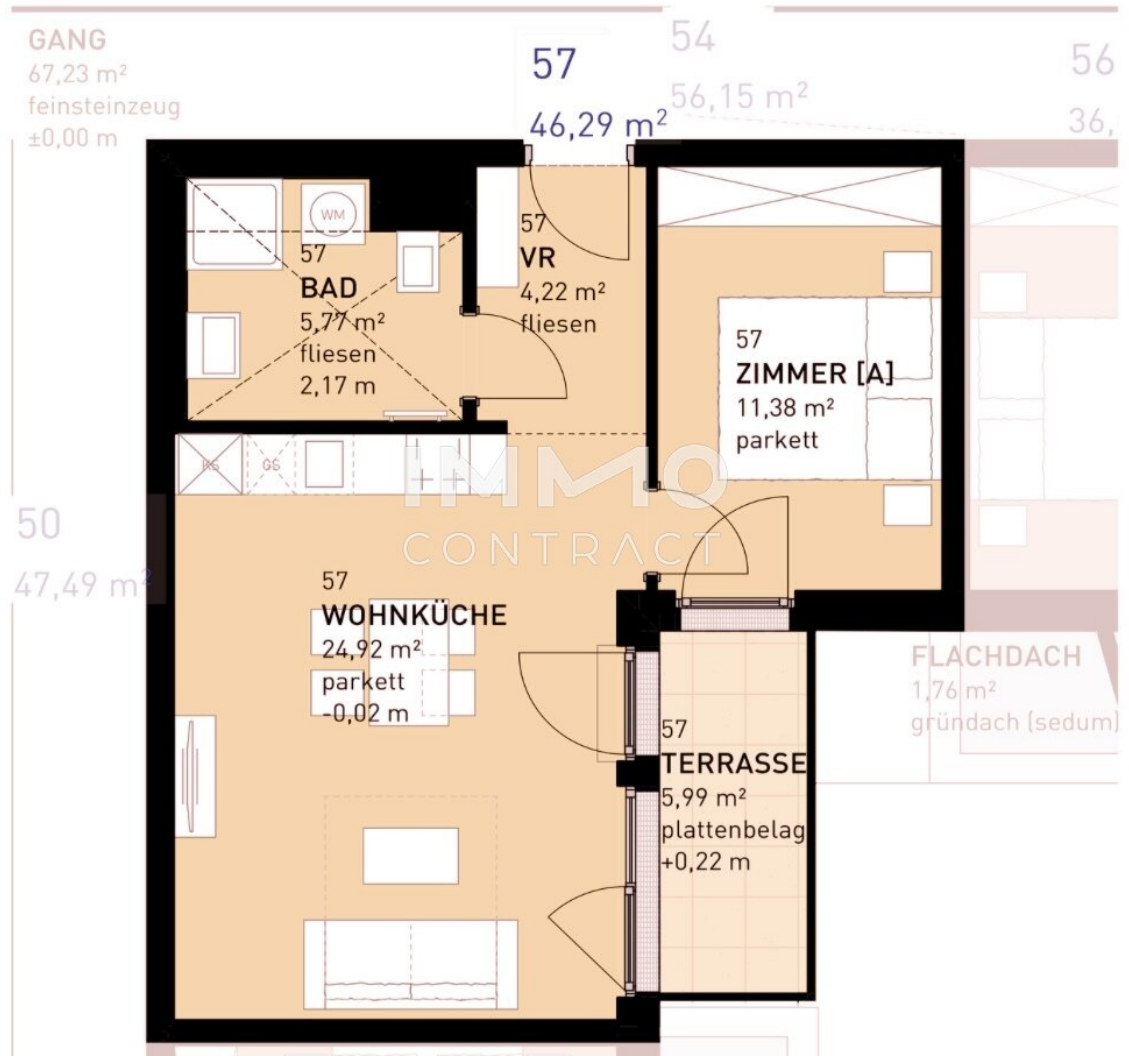 GANG
67,23 m²
feinsteinzeug
±0,00 m
57
46,29 m²
54
56,15 m²
56
36,
WM
57
BAD
5,77 m²
fliesen
2,17 m
57
VR
4,22 m²
fliesen
57
ZIMMER [A]
11,38 m²
parkett
KS
GS
IMMO
CONTRACT
50
47,49 m²
57
WOHNKÜCHE
24,92 m²
parkett
-0,02 m
57
TERRASSE
5,99 m²
plattenbelag
+0,22 m
FLACHDACH
1,76 m²
gründach (sedum)